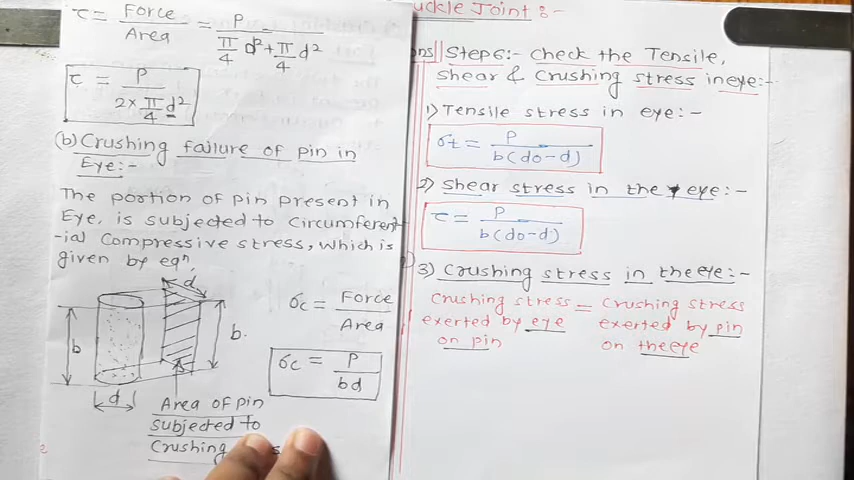 τ = Force / Area = P / (π/4 d² + π/4 d²)
τ = P / (2 × π/4 d²)
(b) Crushing failure of pin in
Eye:-
The postion of pin present in
Eye, is subjected to circumferent-
-ial compressive stress, which is
given by eqⁿ,
d
b
b
d
σc = Force / Area
σc = P / bd
Area of pin
subjected to
Crushing
uckle Joint :-
ons
Step6:- Check the Tensile,
shear & Crushing stress in eye:-
1) Tensile stress in eye:-
σt = P / b(do-d)
2) Shear stress in the eye:-
τ = P / b(do-d)
3) Crushing stress in the eye:-
Crushing stress = Crushing stress
exerted by eye exerted by pin
on pin on the eye